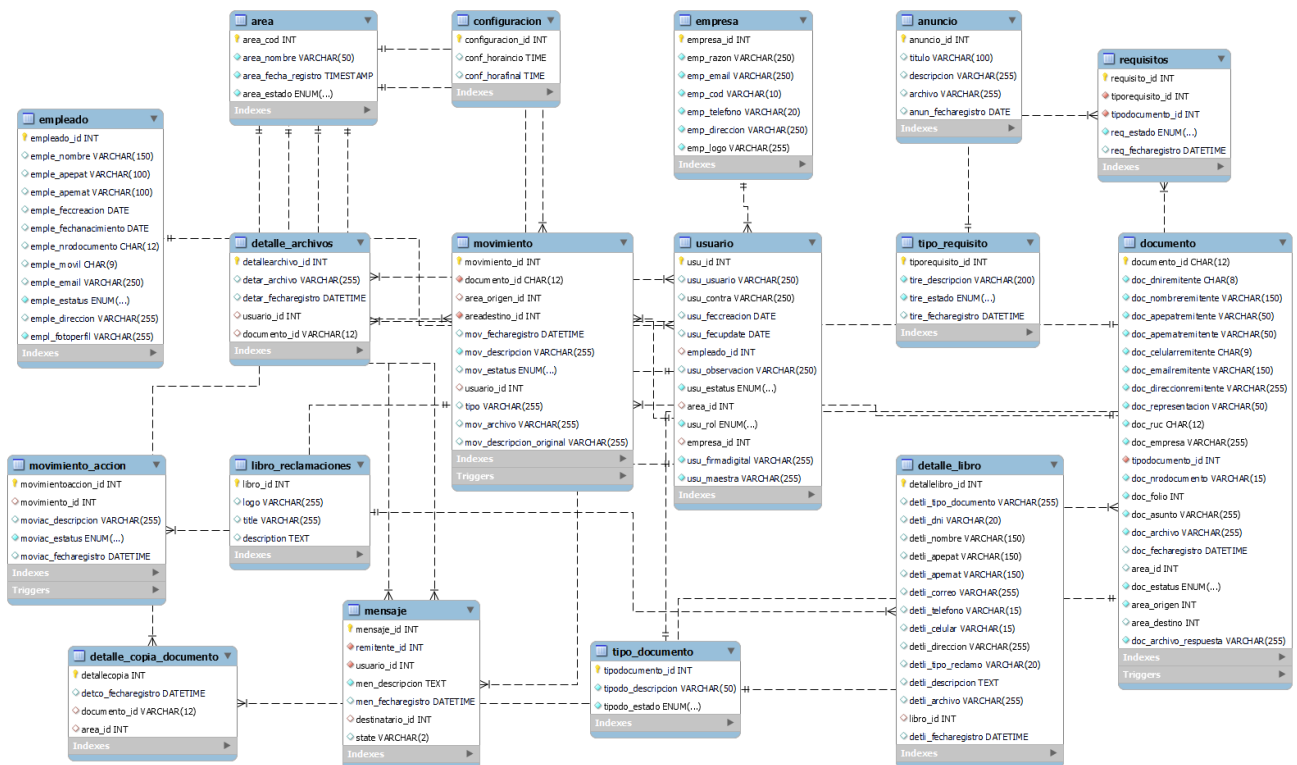 area
area_cod INT
area_nombre VARCHAR(50)
area_fecha_registro TIMESTAMP
area_estado ENUM(...)
Indexes
configuracion
configuracion_id INT
conf_horaincio TIME
conf_horafinal TIME
Indexes
empresa
empresa_id INT
emp_razon VARCHAR(250)
emp_email VARCHAR(250)
emp_cod VARCHAR(10)
emp_telefono VARCHAR(20)
emp_direccion VARCHAR(250)
emp_logo VARCHAR(255)
Indexes
anuncio
anuncio_id INT
titulo VARCHAR(100)
descripcion VARCHAR(255)
archivo VARCHAR(255)
anun_fecharegistro DATE
Indexes
requisitos
requisito_id INT
tiporequisito_id INT
tipodocumento_id INT
req_estado ENUM(...)
req_fecharegistro DATETIME
Indexes
empleado
empleado_id INT
emple_nombre VARCHAR(150)
emple_apepat VARCHAR(100)
emple_apemat VARCHAR(100)
emple_feccreacion DATE
emple_fechanacimiento DATE
emple_nrodocumento CHAR(12)
emple_movil CHAR(9)
emple_email VARCHAR(250)
emple_estatus ENUM(...)
emple_direccion VARCHAR(255)
empl_fotoperfil VARCHAR(255)
Indexes
detalle_archivos
detallearchivo_id INT
detar_archivo VARCHAR(255)
detar_fecharegistro DATETIME
usuario_id INT
documento_id VARCHAR(12)
Indexes
movimiento
movimiento_id INT
documento_id CHAR(12)
area_origen_id INT
areadestino_id INT
mov_fecharegistro DATETIME
mov_descripcion VARCHAR(255)
mov_estatus ENUM(...)
usuario_id INT
tipo VARCHAR(255)
mov_archivo VARCHAR(255)
mov_descripcion_original VARCHAR(255)
Indexes
Triggers
usuario
usu_id INT
usu_usuario VARCHAR(250)
usu_contra VARCHAR(250)
usu_feccreacion DATE
usu_fecupdate DATE
empleado_id INT
usu_observacion VARCHAR(250)
usu_estatus ENUM(...)
area_id INT
usu_rol ENUM(...)
empresa_id INT
usu_firmadigital VARCHAR(255)
usu_maestra VARCHAR(255)
Indexes
tipo_requisito
tiporequisito_id INT
tire_descripcion VARCHAR(200)
tire_estado ENUM(...)
tire_fecharegistro DATETIME
Indexes
documento
documento_id CHAR(12)
doc_dniremitente CHAR(8)
doc_nombreremitente VARCHAR(150)
doc_apepatremitente VARCHAR(50)
doc_apematremitente VARCHAR(50)
doc_celularremitente CHAR(9)
doc_emailremitente VARCHAR(150)
doc_direccionremitente VARCHAR(255)
doc_representacion VARCHAR(50)
doc_ruc CHAR(12)
doc_empresa VARCHAR(255)
tipodocumento_id INT
doc_nrodocumento VARCHAR(15)
doc_folio INT
doc_asunto VARCHAR(255)
doc_archivo VARCHAR(255)
doc_fecharegistro DATETIME
area_id INT
doc_estatus ENUM(...)
area_origen INT
area_destino INT
doc_archivo_respuesta VARCHAR(255)
Indexes
Triggers
movimiento_accion
movimientoaccion_id INT
movimiento_id INT
moviac_descripcion VARCHAR(255)
moviac_estatus ENUM(...)
moviac_fecharegistro DATETIME
Indexes
Triggers
libro_reclamaciones
libro_id INT
logo VARCHAR(255)
title VARCHAR(255)
description TEXT
Indexes
detalle_libro
detallelibro_id INT
detli_tipo_documento VARCHAR(255)
detli_dni VARCHAR(20)
detli_nombre VARCHAR(150)
detli_apepat VARCHAR(150)
detli_apemat VARCHAR(150)
detli_correo VARCHAR(255)
detli_telefono VARCHAR(15)
detli_celular VARCHAR(15)
detli_direccion VARCHAR(255)
detli_tipo_reclamo VARCHAR(20)
detli_descripcion TEXT
detli_archivo VARCHAR(255)
libro_id INT
detli_fecharegistro DATETIME
Indexes
mensaje
mensaje_id INT
remitente_id INT
usuario_id INT
men_descripcion TEXT
men_fecharegistro DATETIME
destinatario_id INT
state VARCHAR(2)
Indexes
tipo_documento
tipodocumento_id INT
tipodo_descripcion VARCHAR(50)
tipodo_estado ENUM(...)
Indexes
detalle_copia_documento
detallecopia INT
detco_fecharegistro DATETIME
documento_id VARCHAR(12)
area_id INT
Indexes